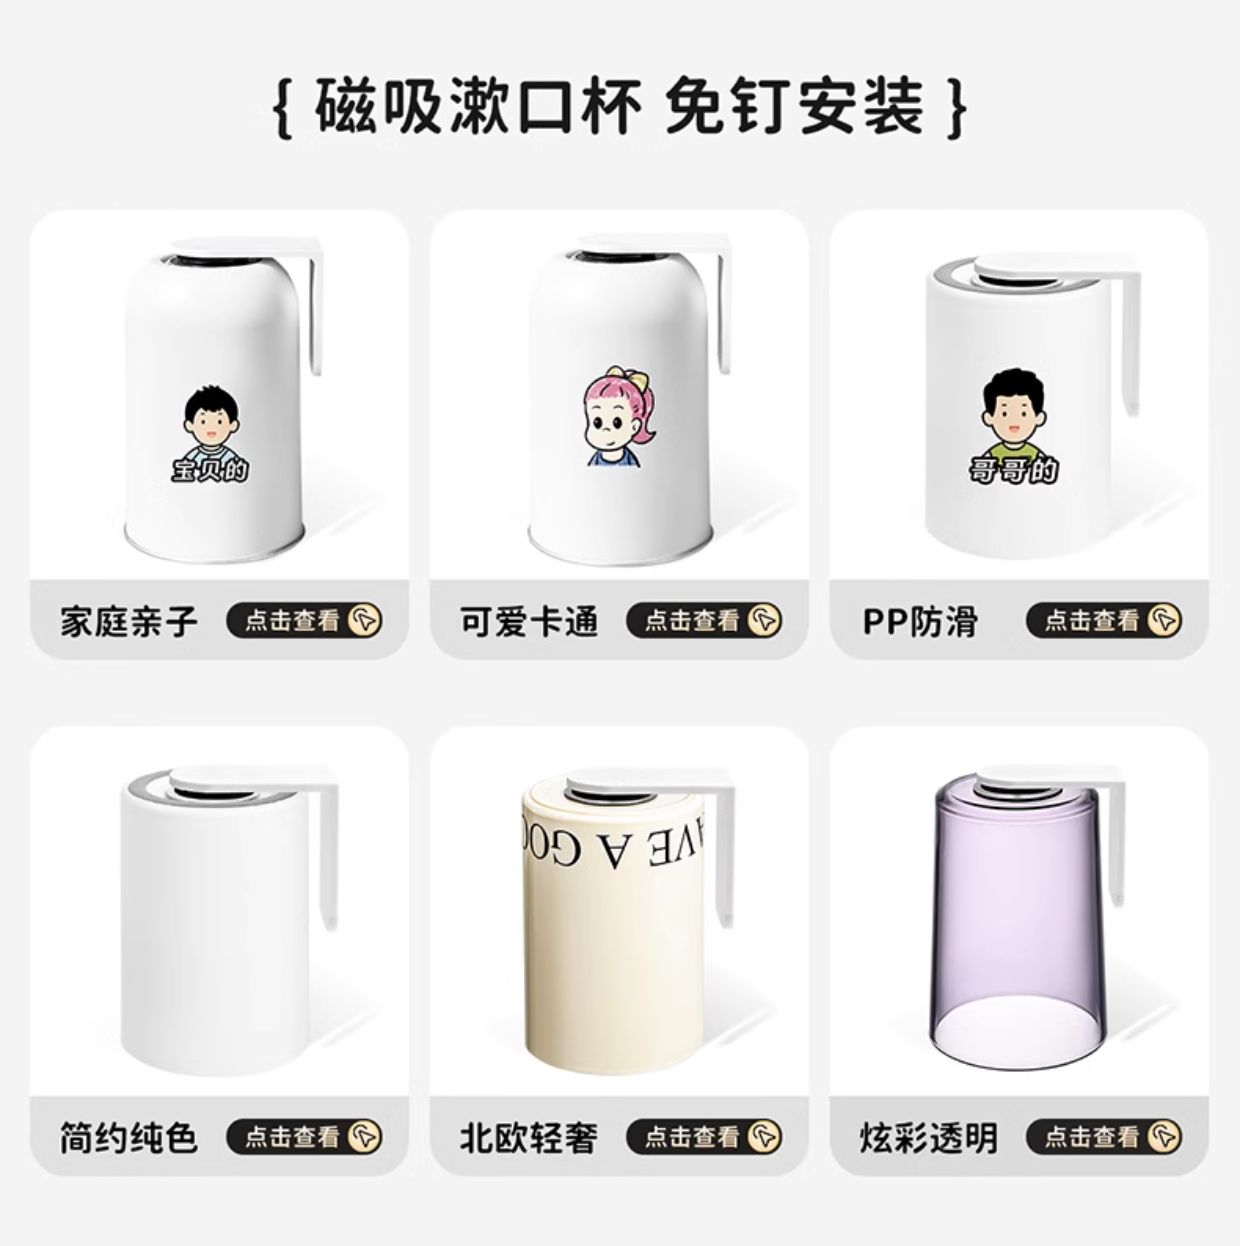 { 磁吸漱口杯 免钉安装 }
宝贝的
哥哥的
家庭亲子 点击查看
可爱卡通 点击查看
PP防滑 点击查看
AVE A GOO
简约纯色 点击查看
北欧轻奢 点击查看
炫彩透明 点击查看